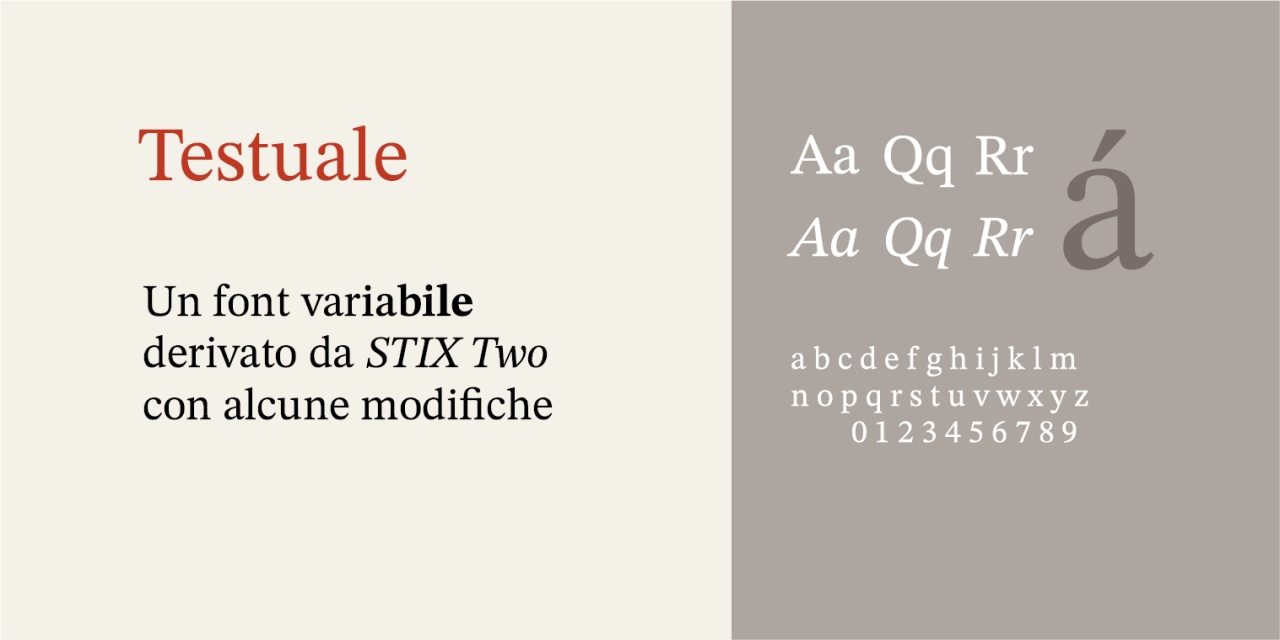 Testuale
Un font variabile
derivato da STIX Two
con alcune modifiche
Aa Qq Rr
Aa Qq Rr
á
a b c d e f g h i j k l m
n o p q r s t u v w x y z
0 1 2 3 4 5 6 7 8 9